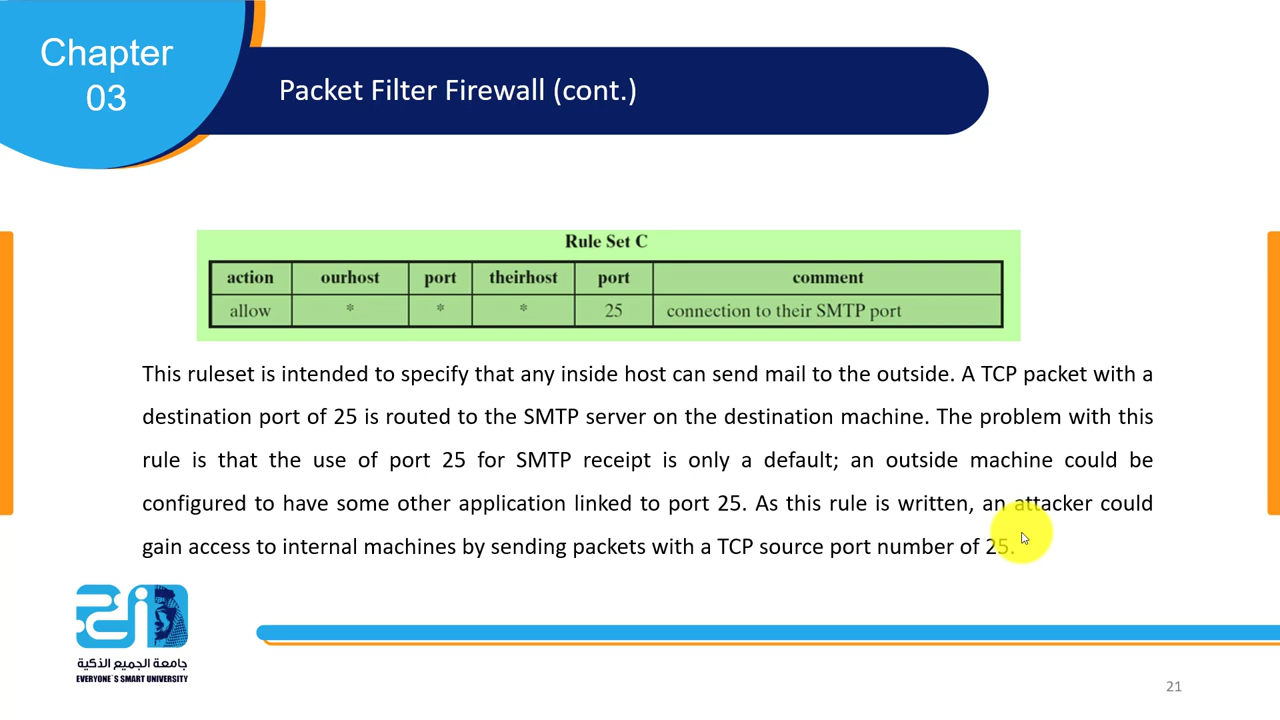 Chapter
03
Packet Filter Firewall (cont.)
Rule Set C
action ourhost port theirhost port comment
allow * * * 25 connection to their SMTP port
This ruleset is intended to specify that any inside host can send mail to the outside. A TCP packet with a
destination port of 25 is routed to the SMTP server on the destination machine. The problem with this
rule is that the use of port 25 for SMTP receipt is only a default; an outside machine could be
configured to have some other application linked to port 25. As this rule is written, an attacker could
gain access to internal machines by sending packets with a TCP source port number of 25.
جامعة الجميع الذكية
EVERYONE`S SMART UNIVERSITY
21